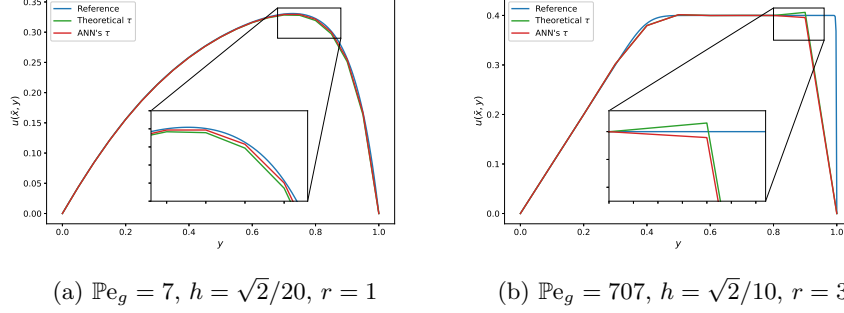 0.35
0.30
0.25
0.20
0.15
0.10
0.05
0.00
u(x̄, y)
Reference
Theoretical τ
ANN's τ
0.0 0.2 0.4 0.6 0.8 1.0
y
(a) ℙe_g = 7, h = √2/20, r = 1
0.4
0.3
0.2
0.1
0.0
u(x̄, y)
Reference
Theoretical τ
ANN's τ
0.0 0.2 0.4 0.6 0.8 1.0
y
(b) ℙe_g = 707, h = √2/10, r = 3